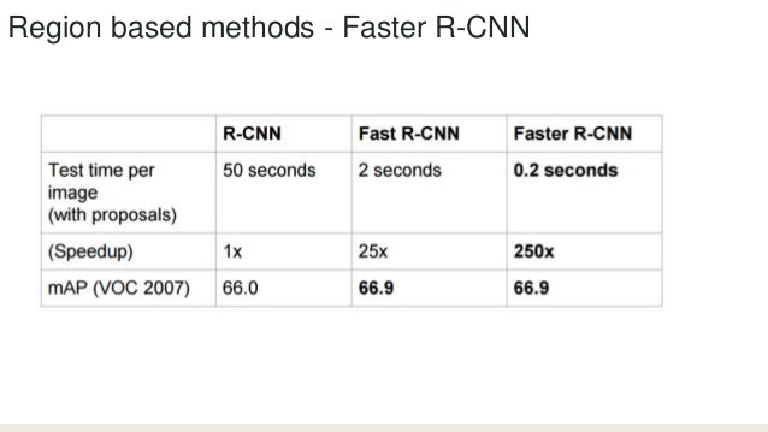 Region based methods - Faster R-CNN
R-CNN Fast R-CNN Faster R-CNN
Test time per image (with proposals) 50 seconds 2 seconds 0.2 seconds
(Speedup) 1x 25x 250x
mAP (VOC 2007) 66.0 66.9 66.9